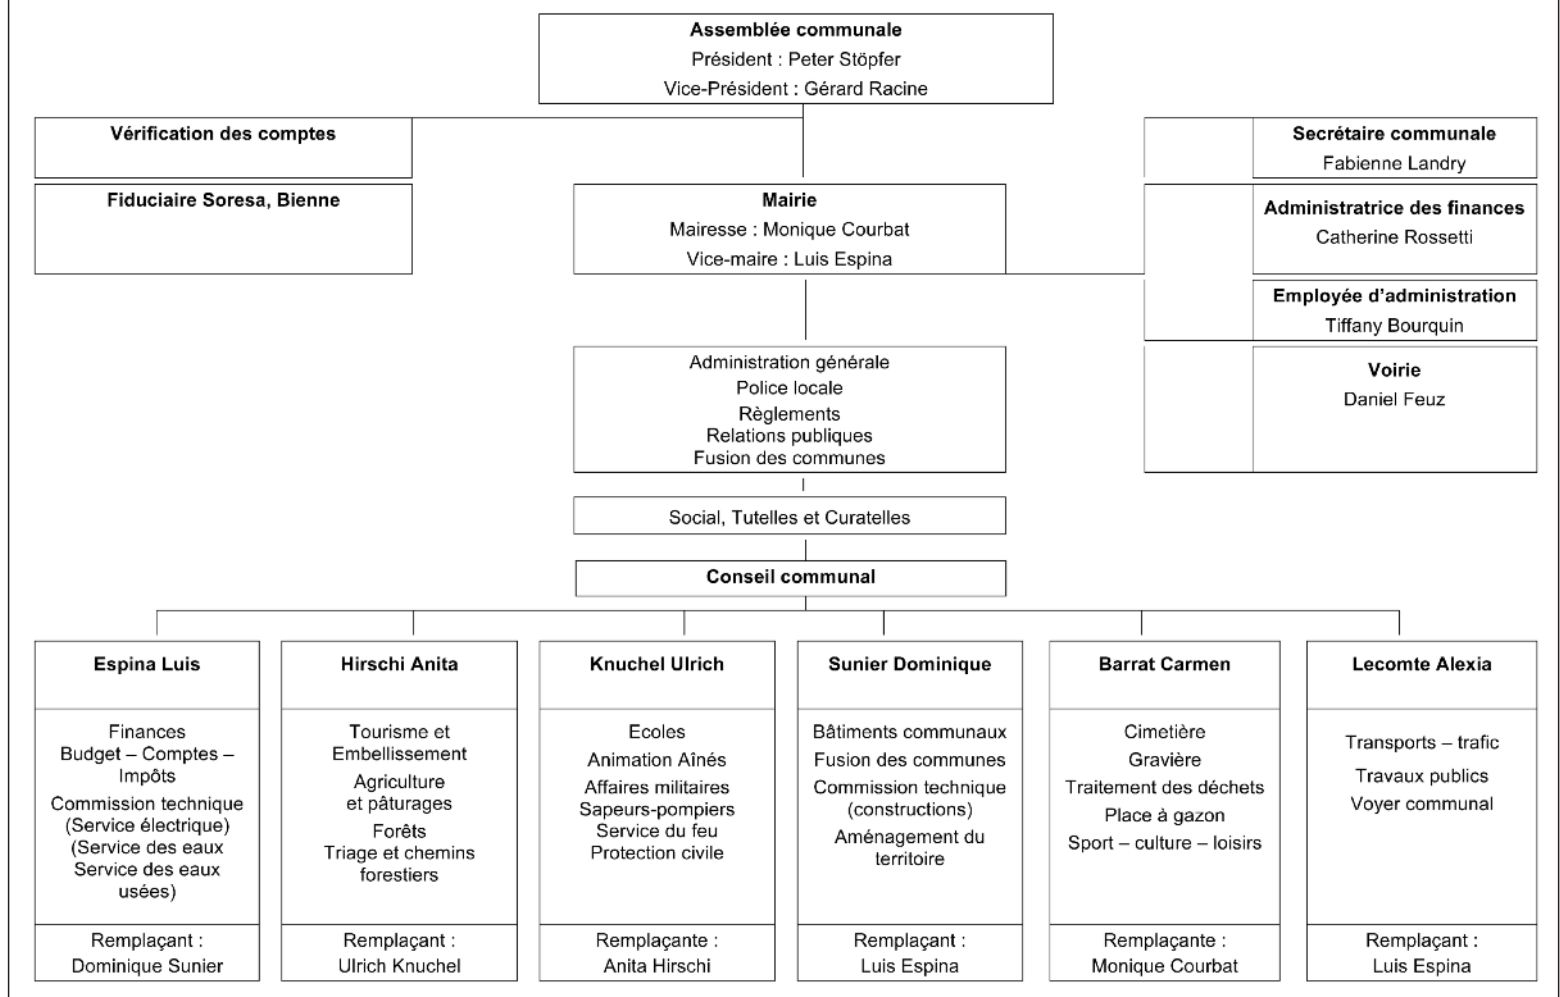 Assemblée communale
Président : Peter Stöpfer
Vice-Président : Gérard Racine
Vérification des comptes
Fiduciaire Soresa, Bienne
Secrétaire communale
Fabienne Landry
Mairie
Mairesse : Monique Courbat
Vice-maire : Luis Espina
Administratrice des finances
Catherine Rossetti
Employée d’administration
Tiffany Bourquin
Voirie
Daniel Feuz
Administration générale
Police locale
Règlements
Relations publiques
Fusion des communes
Social, Tutelles et Curatelles
Conseil communal
Espina Luis
Finances
Budget – Comptes –
Impôts
Commission technique
(Service électrique)
(Service des eaux
Service des eaux
usées)
Remplaçant :
Dominique Sunier
Hirschi Anita
Tourisme et
Embellissement
Agriculture
et pâturages
Forêts
Triage et chemins
forestiers
Remplaçant :
Ulrich Knuchel
Knuchel Ulrich
Ecoles
Animation Aînés
Affaires militaires
Sapeurs-pompiers
Service du feu
Protection civile
Remplaçante :
Anita Hirschi
Sunier Dominique
Bâtiments communaux
Fusion des communes
Commission technique
(constructions)
Aménagement du
territoire
Remplaçant :
Luis Espina
Barrat Carmen
Cimetière
Gravière
Traitement des déchets
Place à gazon
Sport – culture – loisirs
Remplaçante :
Monique Courbat
Lecomte Alexia
Transports – trafic
Travaux publics
Voyer communal
Remplaçant :
Luis Espina